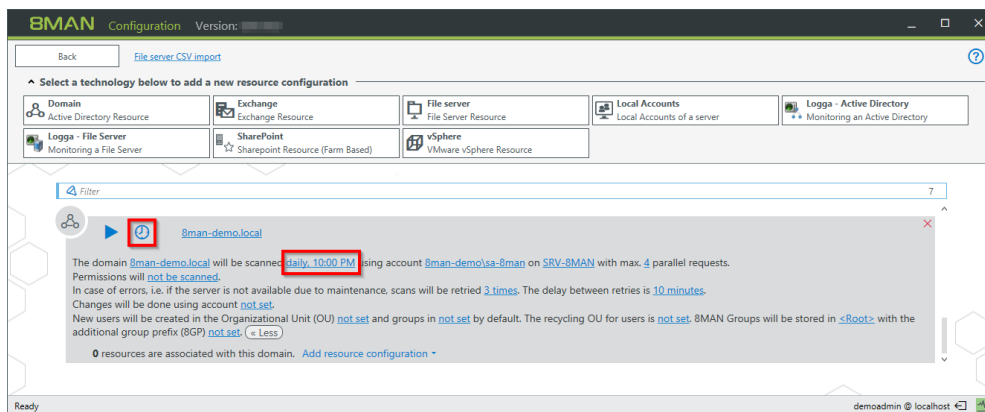 8MAN Configuration Version:
Back File server CSV import
Select a technology below to add a new resource configuration
Domain
Active Directory Resource
Exchange
Exchange Resource
File server
File Server Resource
Local Accounts
Local Accounts of a server
Logga - Active Directory
Monitoring an Active Directory
Logga - File Server
Monitoring a File Server
SharePoint
Sharepoint Resource (Farm Based)
vSphere
VMware vSphere Resource
Filter 7
8man-demo.local
The domain 8man-demo.local will be scanned daily, 10:00 PM using account 8man-demo\sa-8man on SRV-8MAN with max. 4 parallel requests.
Permissions will not be scanned.
In case of errors, i.e. if the server is not available due to maintenance, scans will be retried 3 times. The delay between retries is 10 minutes.
Changes will be done using account not set.
New users will be created in the Organizational Unit (OU) not set and groups in not set by default. The recycling OU for users is not set. 8MAN Groups will be stored in <Root> with the
additional group prefix (8GP) not set. « Less
0 resources are associated with this domain. Add resource configuration
Ready demoadmin @ localhost